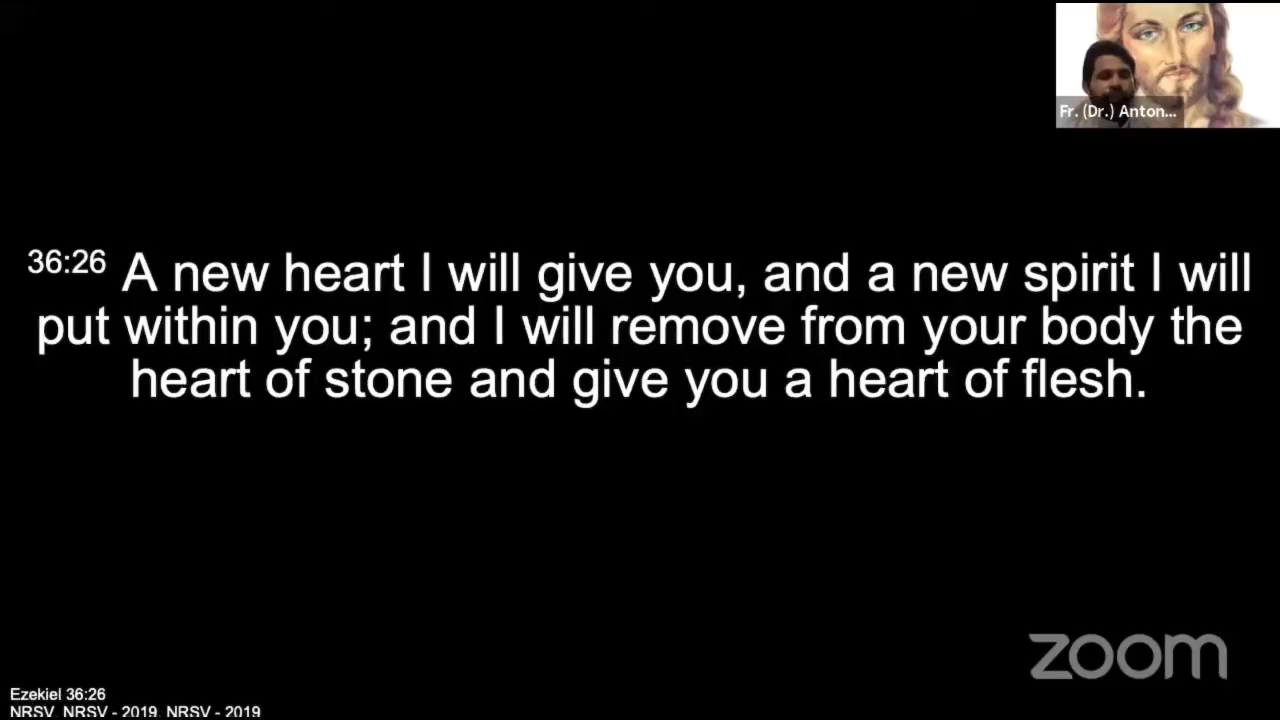 Fr. (Dr.) Anton...
36:26 A new heart I will give you, and a new spirit I will
put within you; and I will remove from your body the
heart of stone and give you a heart of flesh.
zoom
Ezekiel 36:26
NRSV, NRSV - 2019, NRSV - 2019